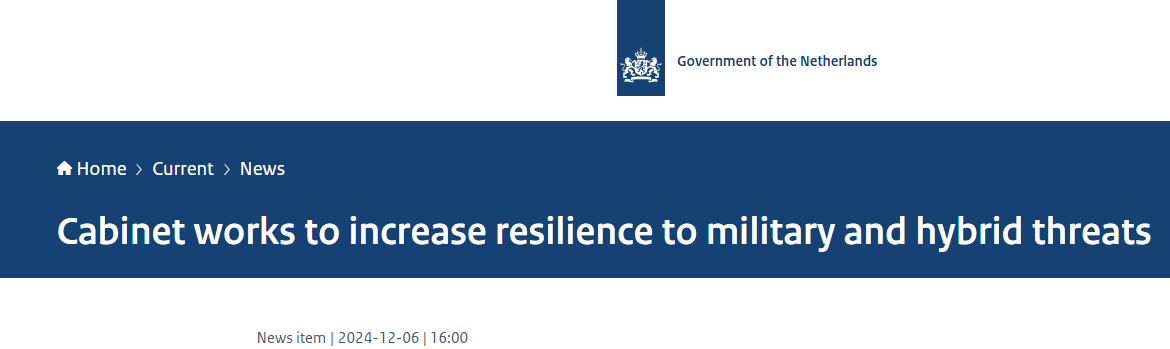 Government of the Netherlands
Home > Current > News
Cabinet works to increase resilience to military and hybrid threats
News item | 2024-12-06 | 16:00